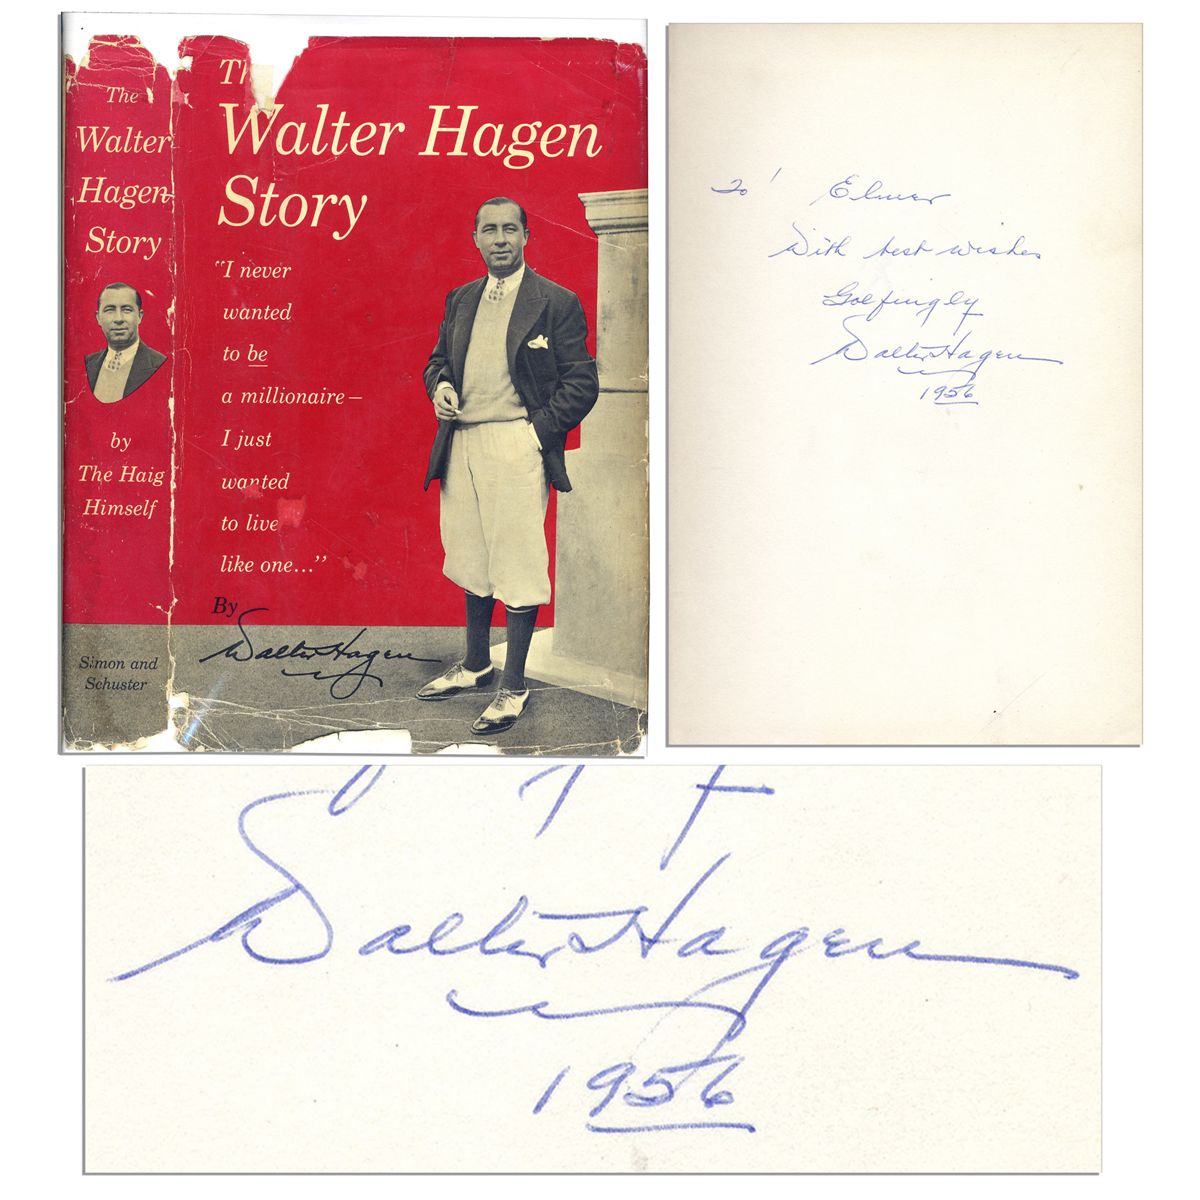 The
Walter
Hagen
Story
by
The Haig
Himself
Simon and
Schuster
The
Walter Hagen
Story
“I never
wanted
to be
a millionaire—
I just
wanted
to live
like one...”
By
Walter Hagen
To! Elmer
With best wishes
Golfingly
Walter Hagen
1956
Walter Hagen
1956